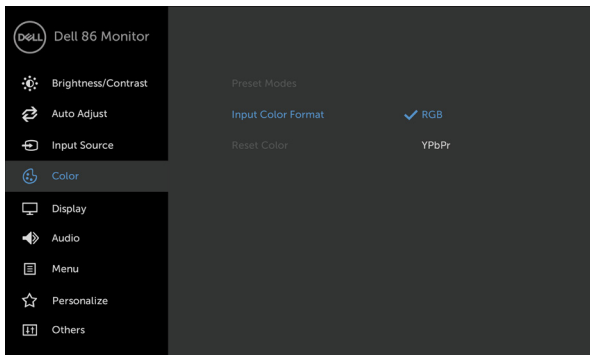 DELL Dell 86 Monitor
Brightness/Contrast
Preset Modes
Auto Adjust
Input Color Format
RGB
Input Source
Reset Color
YPbPr
Color
Display
Audio
Menu
Personalize
Others